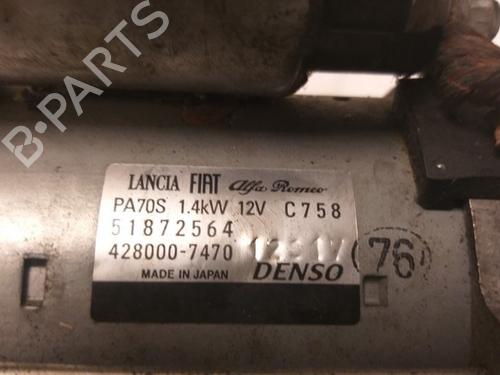 B-PARTS
LANCIA FIAT Alfa Romeo
PA70S 1.4kW 12V C758
51872564
428000-7470
MADE IN JAPAN DENSO
76